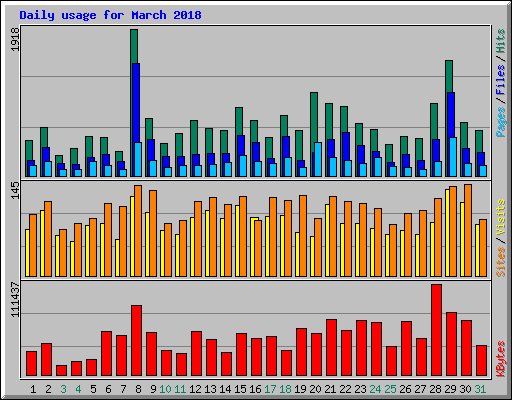 Daily usage for March 2018
1918
Pages / Files / Hits
145
Sites / Visits
111437
KBytes
1 2 3 4 5 6 7 8 9 10 11 12 13 14 15 16 17 18 19 20 21 22 23 24 25 26 27 28 29 30 31